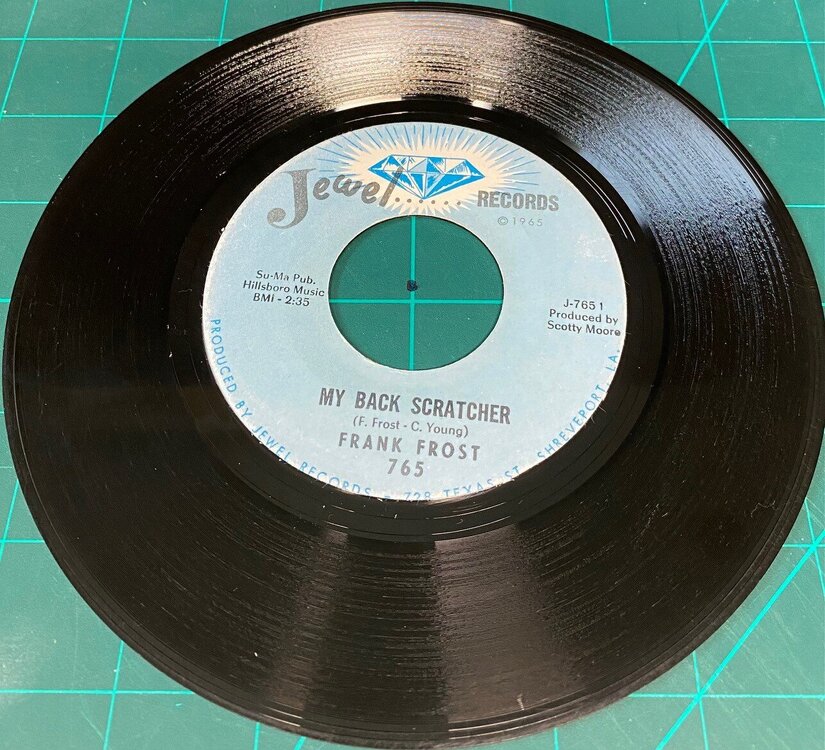 Jewel...... RECORDS
©1965
Su-Ma Pub.
Hillsboro Music
BMI - 2:35
J-7651
Produced by
Scotty Moore
MY BACK SCRATCHER
(F. Frost - C. Young)
FRANK FROST
765
PRODUCED BY JEWEL RECORDS - 728 TEXAS ST. SHREVEPORT, LA.